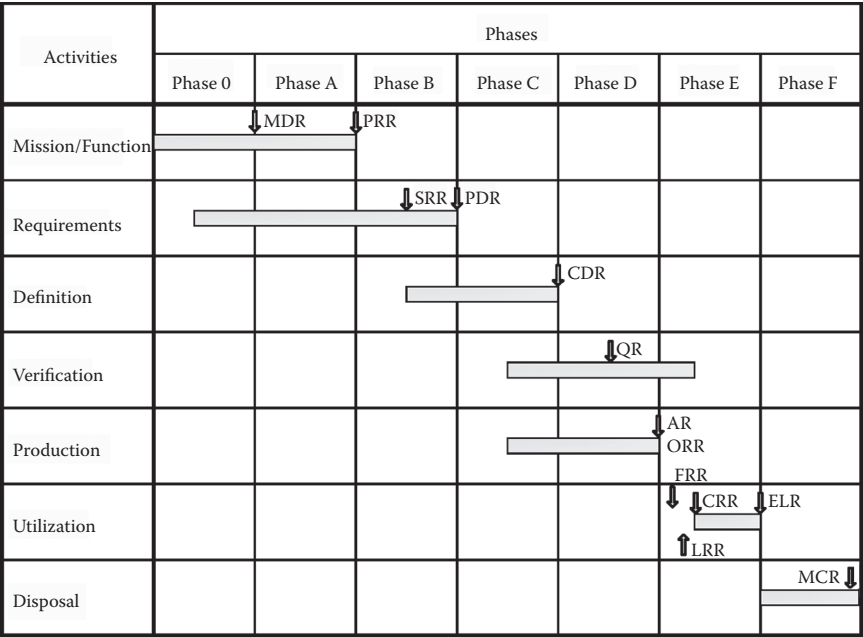 Activities
Phases
Phase 0
Phase A
Phase B
Phase C
Phase D
Phase E
Phase F
Mission/Function
MDR
PRR
Requirements
SRR
PDR
Definition
CDR
Verification
QR
Production
AR
ORR
Utilization
FRR
CRR
ELR
LRR
Disposal
MCR